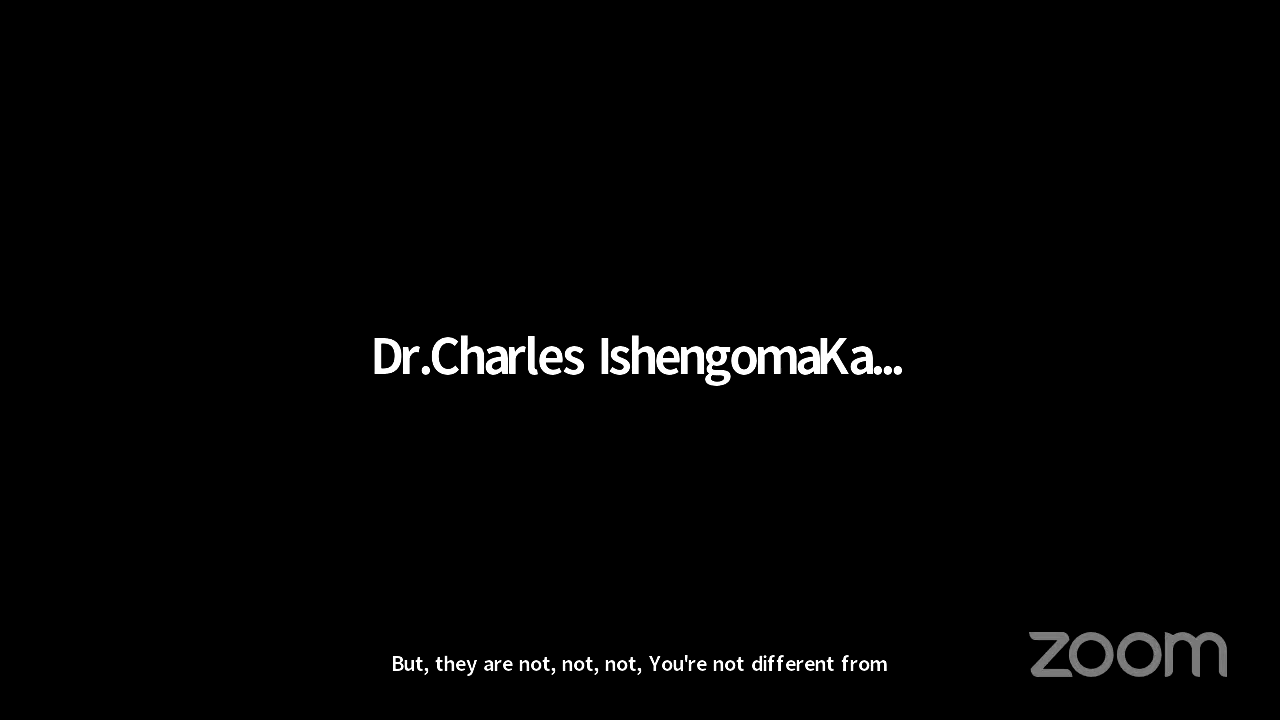 Dr.Charles IshengomaKa...
But, they are not, not, not, You're not different from
zoom